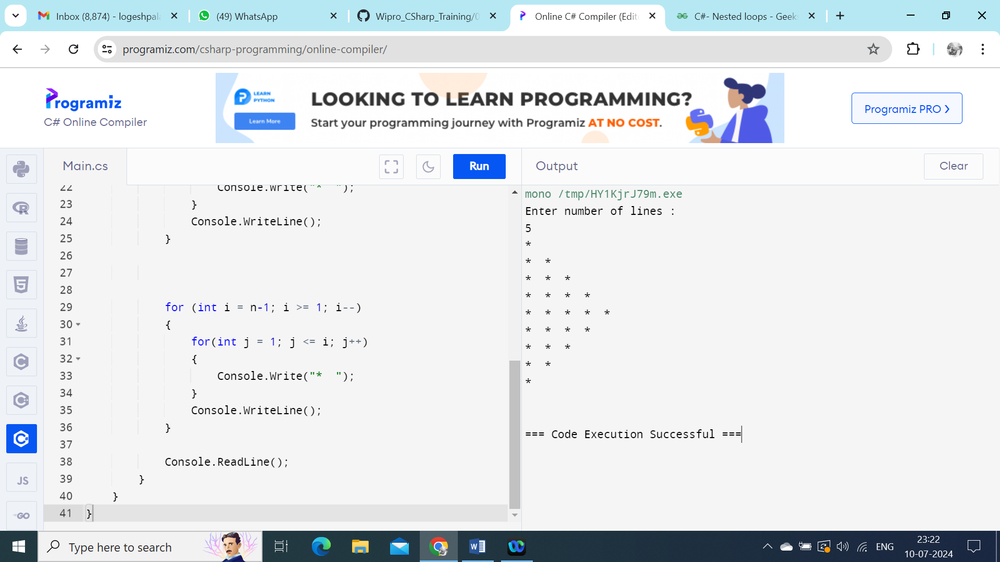 Inbox (8,874) - logeshpala
(49) WhatsApp
Wipro_CSharp_Training/0
Online C# Compiler (Edito
C#- Nested loops - Geeks
programiz.com/csharp-programming/online-compiler/
Programiz
C# Online Compiler
LEARN
PYTHON
Learn More
LOOKING TO LEARN PROGRAMMING?
Start your programming journey with Programiz AT NO COST.
Programiz PRO
Main.cs
Run
Output
Clear
22 Console.Write("*  ");
23 }
24 Console.WriteLine();
25 }
26
27
28
29 for (int i = n-1; i >= 1; i--)
30 {
31 for(int j = 1; j <= i; j++)
32 {
33 Console.Write("*  ");
34 }
35 Console.WriteLine();
36 }
37
38 Console.ReadLine();
39 }
40 }
41 }
mono /tmp/HY1KjrJ79m.exe
Enter number of lines :
5
*
*  *
*  *  *
*  *  *  *
*  *  *  *  *
*  *  *  *
*  *  *
*  *
*
=== Code Execution Successful ===
R
5
C
C
C#
JS
GO
Type here to search
W
ENG
23:22
10-07-2024